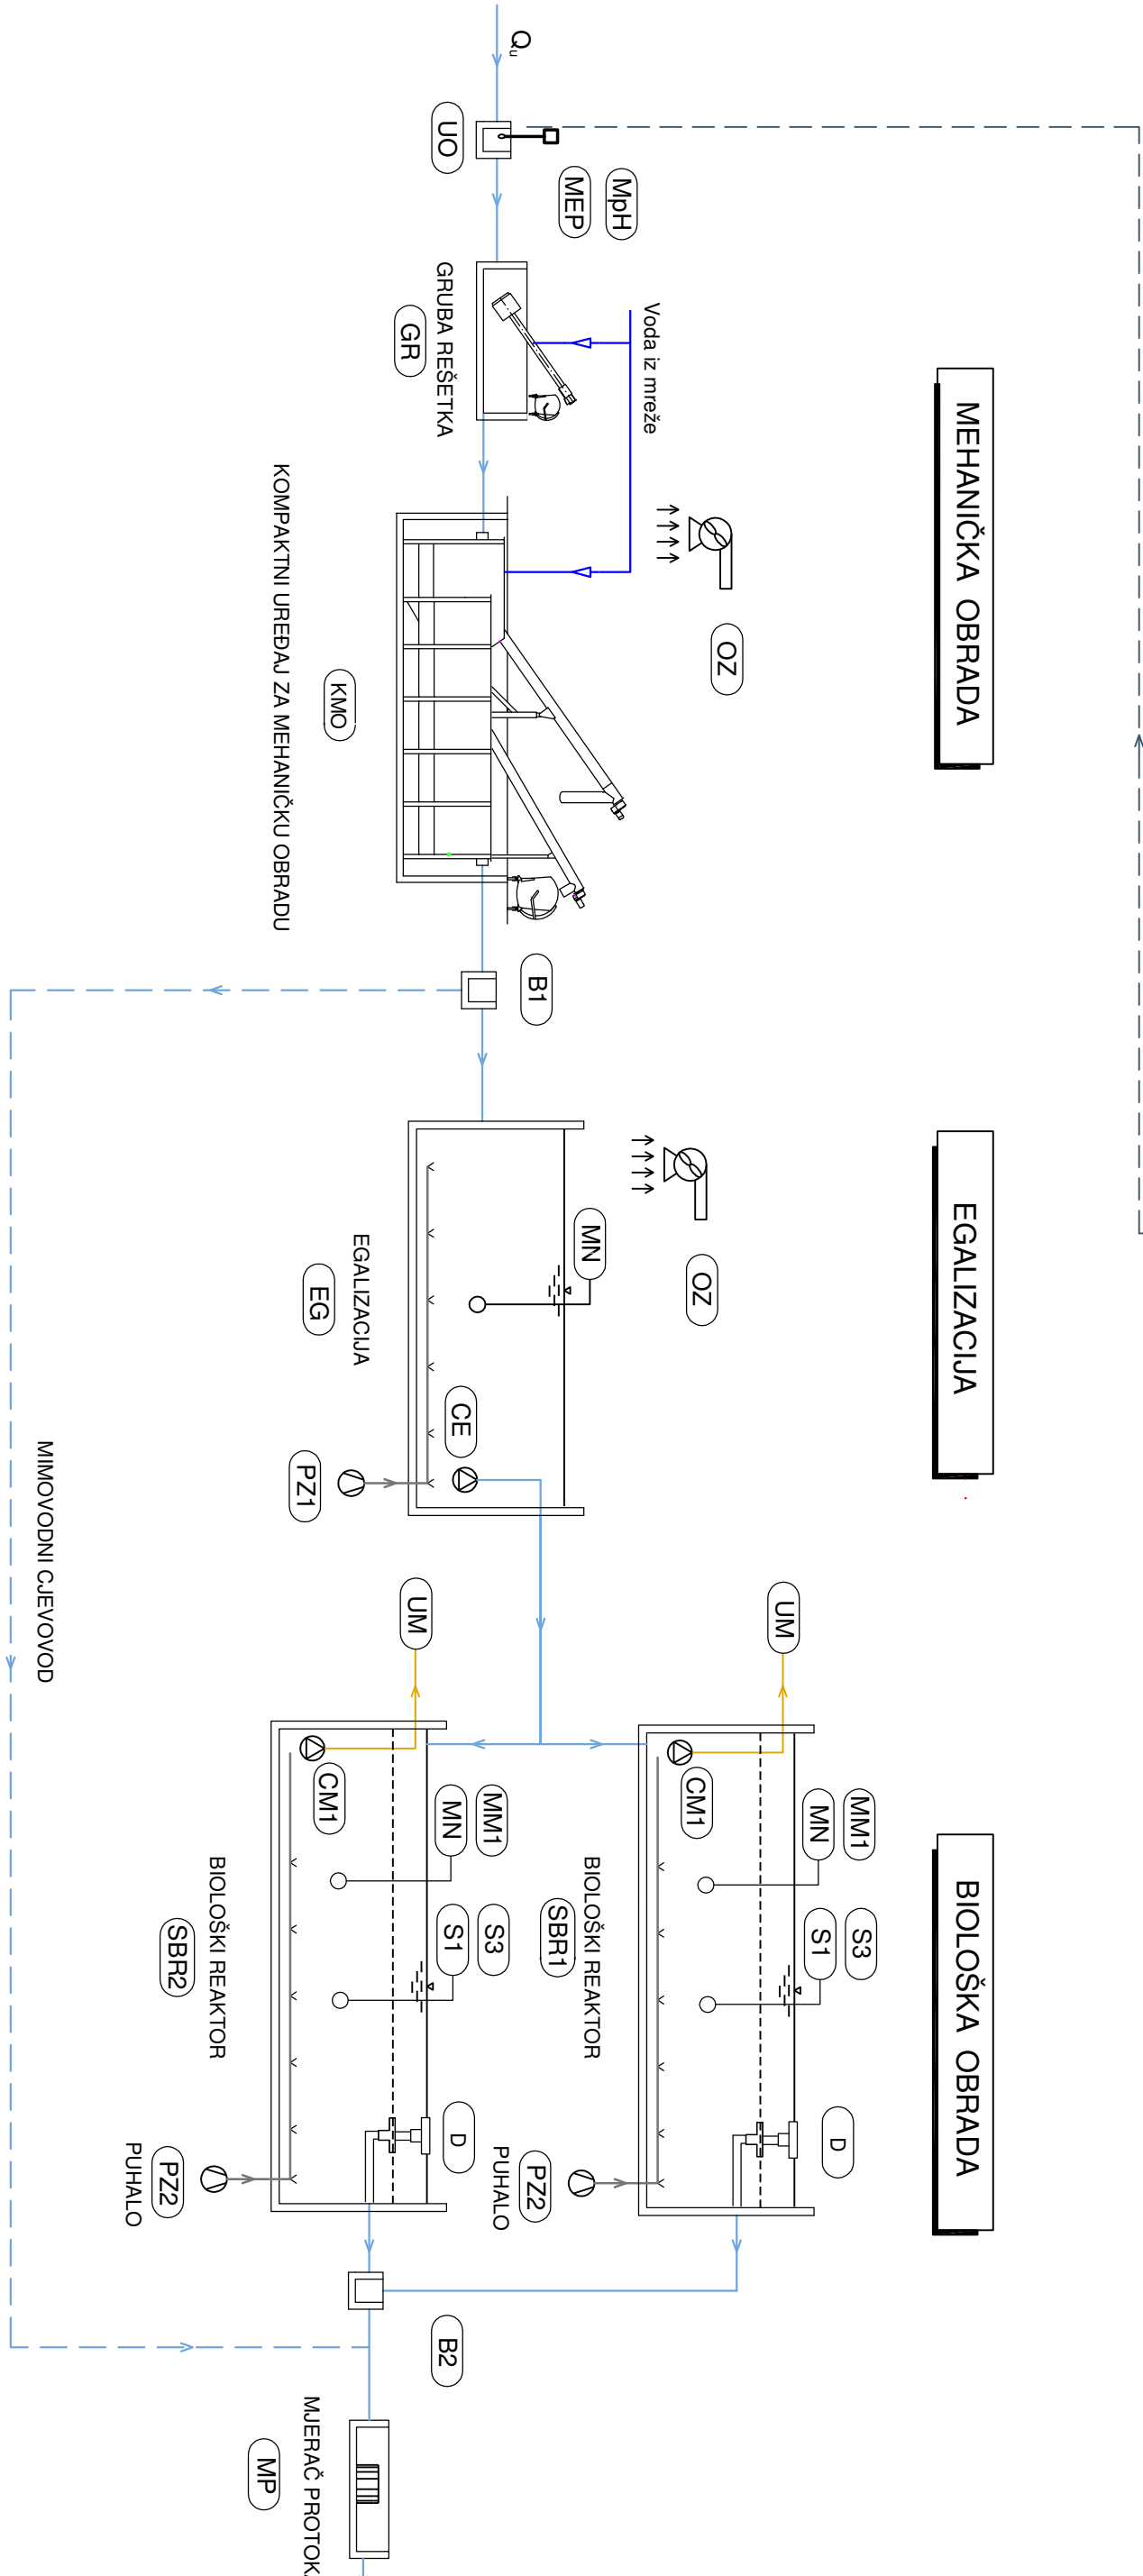 MEHANIČKA OBRADA
EGALIZACIJA
BIOLOŠKA OBRADA
Qu
UO
MpH
MEP
GRUBA REŠETKA
GR
Voda iz mreže
OZ
KOMPAKTNI UREĐAJ ZA MEHANIČKU OBRADU
KMO
B1
OZ
MN
EGALIZACIJA
EG
CE
PZ1
MIMOVODNI CJEVOVOD
UM
CM1
MM1
MN
S3
S1
D
BIOLOŠKI REAKTOR
SBR1
PZ2
PUHALO
UM
CM1
MM1
MN
S3
S1
D
BIOLOŠKI REAKTOR
SBR2
PZ2
PUHALO
B2
MJERAČ PROTOK
MP